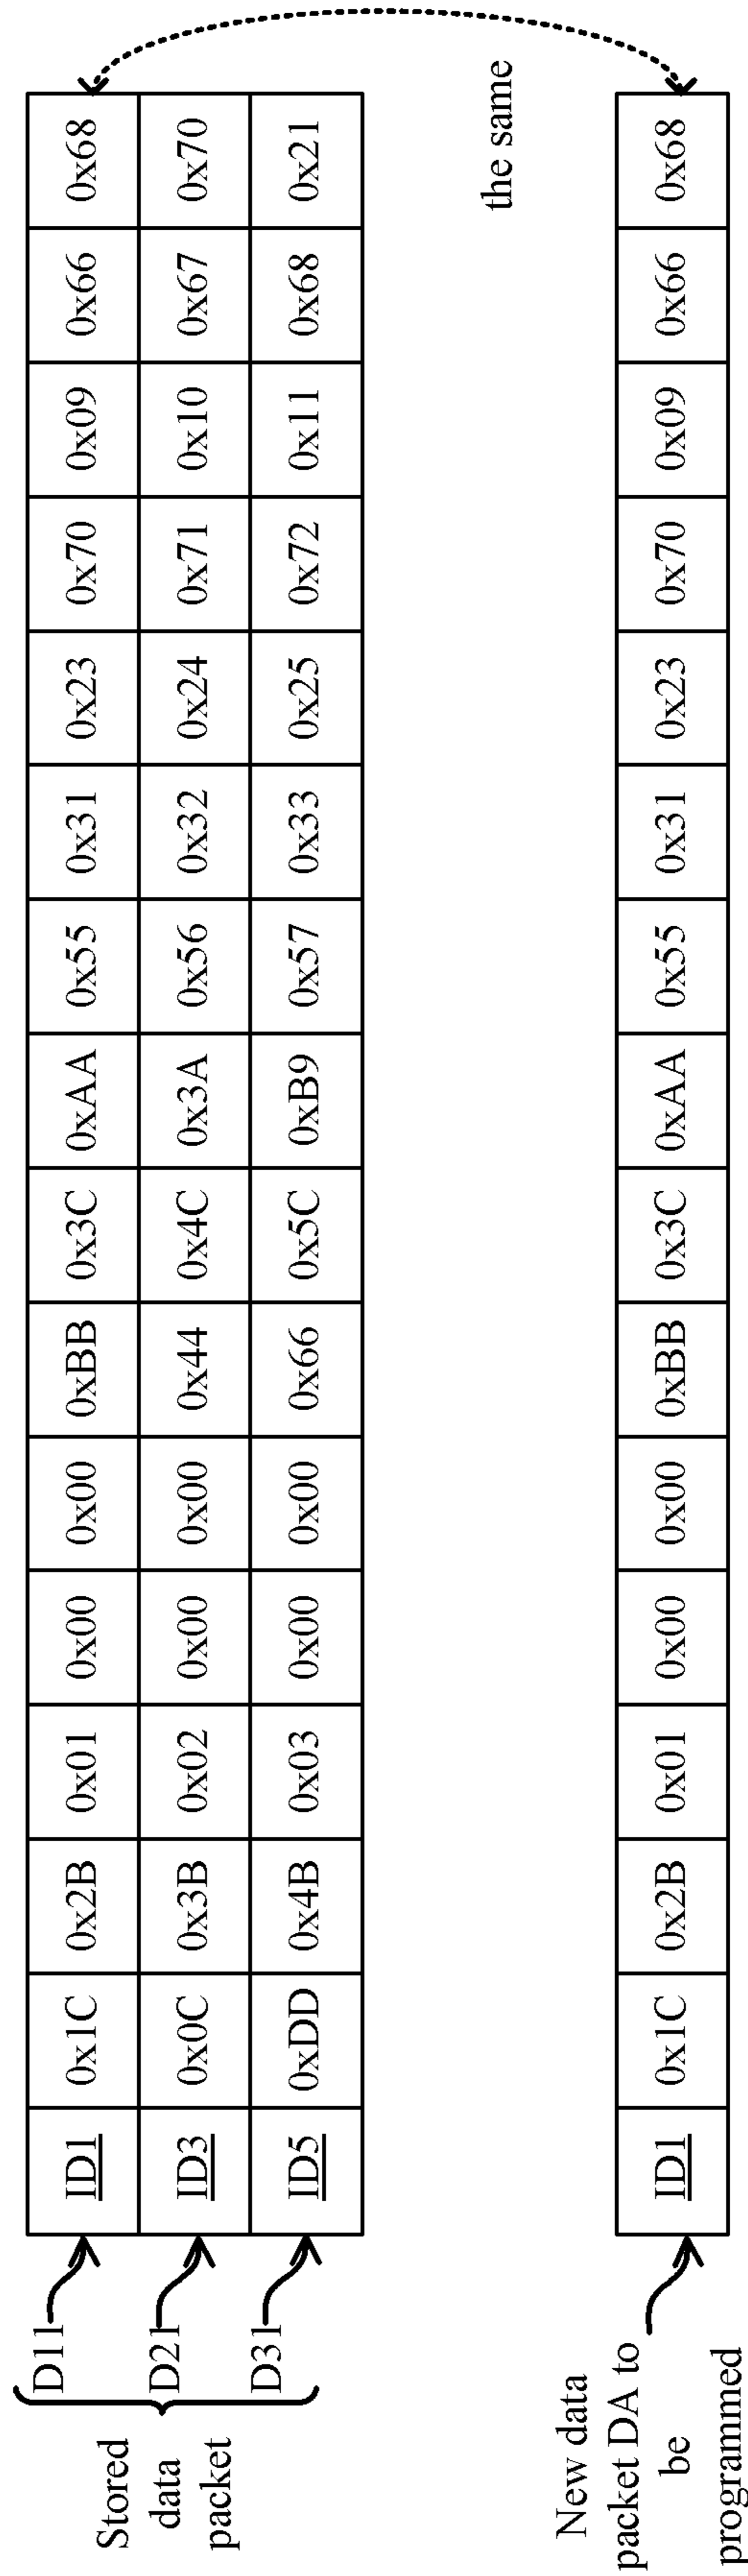 D11
ID1 0x1C 0x2B 0x01 0x00 0x00 0xBB 0x3C 0xAA 0x55 0x31 0x23 0x70 0x09 0x66 0x68
Stored
data
packet
D21
ID3 0x0C 0x3B 0x02 0x00 0x00 0x44 0x4C 0x3A 0x56 0x32 0x24 0x71 0x10 0x67 0x70
D31
ID5 0xDD 0x4B 0x03 0x00 0x00 0x66 0x5C 0xB9 0x57 0x33 0x25 0x72 0x11 0x68 0x21
the same
New data
packet DA to
be
programmed
ID1 0x1C 0x2B 0x01 0x00 0x00 0xBB 0x3C 0xAA 0x55 0x31 0x23 0x70 0x09 0x66 0x68